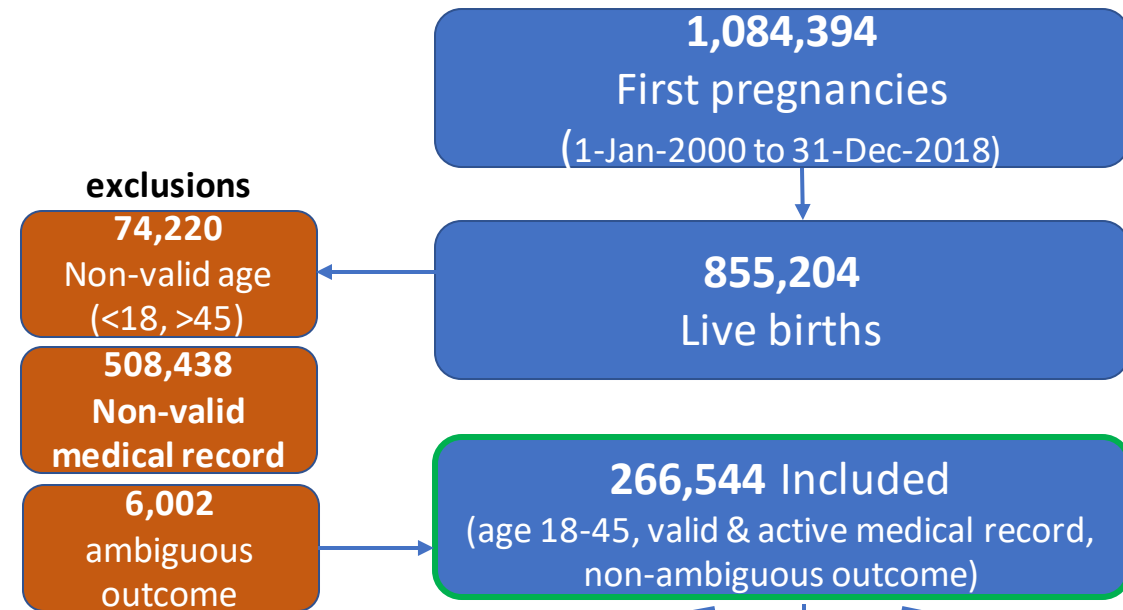 1,084,394
First pregnancies
(1-Jan-2000 to 31-Dec-2018)
exclusions
74,220
Non-valid age
(<18, >45)
855,204
Live births
508,438
Non-valid
medical record
6,002
ambiguous
outcome
266,544 Included
(age 18-45, valid & active medical record,
non-ambiguous outcome)